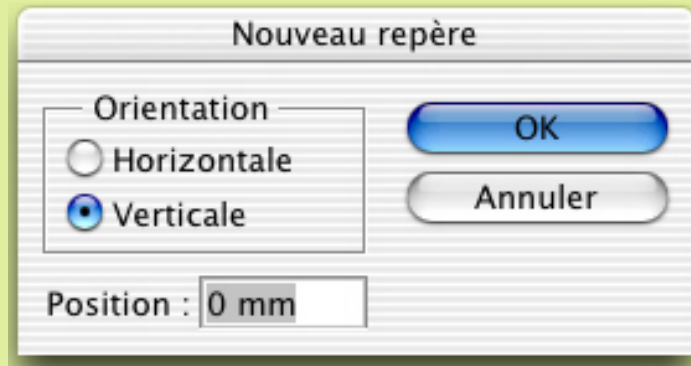 Nouveau repère
Orientation
Horizontale
Verticale
OK
Annuler
Position : 0 mm